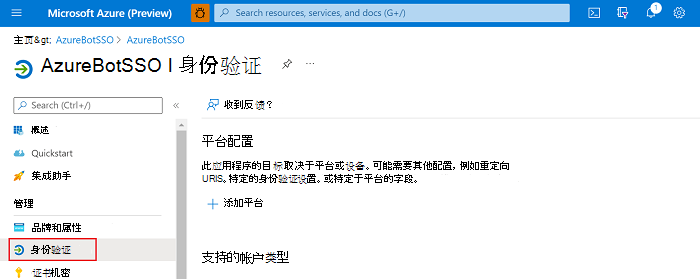 Microsoft Azure (Preview)
Search resources, services, and docs (G+/)
1
主页&gt; AzureBotSSO > AzureBotSSO >
AzureBotSSO | 身份验证
Search (Ctrl+/)
概述
Quickstart
集成助手
管理
品牌和属性
身份验证
证书机密
收到反馈？
平台配置
此应用程序的目标取决于平台或设备。可能需要其他配置，例如重定向
URIS。特定的身份验证设置。或特定于平台的字段。
添加平台
支持的帐户类型